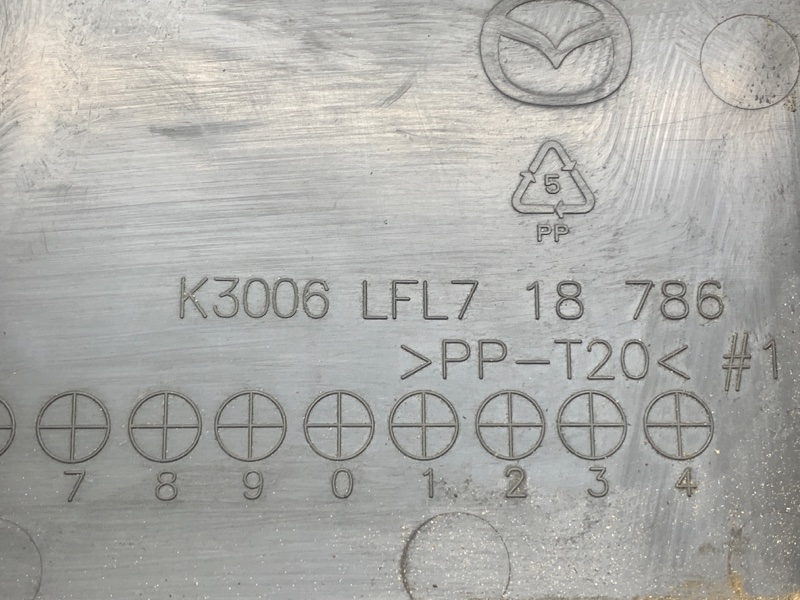 5
PP
K3006 LFL7 18 786
>PP-T20< #1
7 8 9 0 1 2 3 4